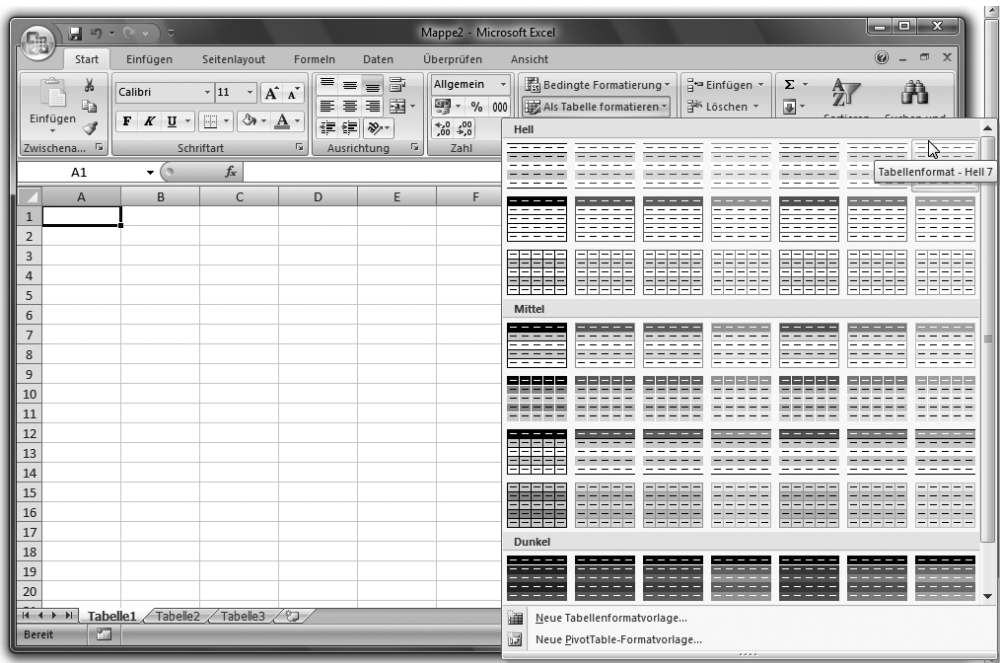 Mappe2 - Microsoft Excel
Start Einfügen Seitenlayout Formeln Daten Überprüfen Ansicht
Calibri 11 Allgemein Bedingte Formatierung Einfügen Σ
Einfügen F K U % 000 Als Tabelle formatieren Löschen
Zwischena... Schriftart Ausrichtung Zahl
Hell
A1 fx
Tabellenformat - Hell 7
A B C D E F
1
2
3
4
5
6
Mittel
7
8
9
10
11
12
13
14
15
16
17
18
Dunkel
19
20
Tabelle1 Tabelle2 Tabelle3
Neue Tabellenformatvorlage...
Bereit
Neue PivotTable-Formatvorlage...